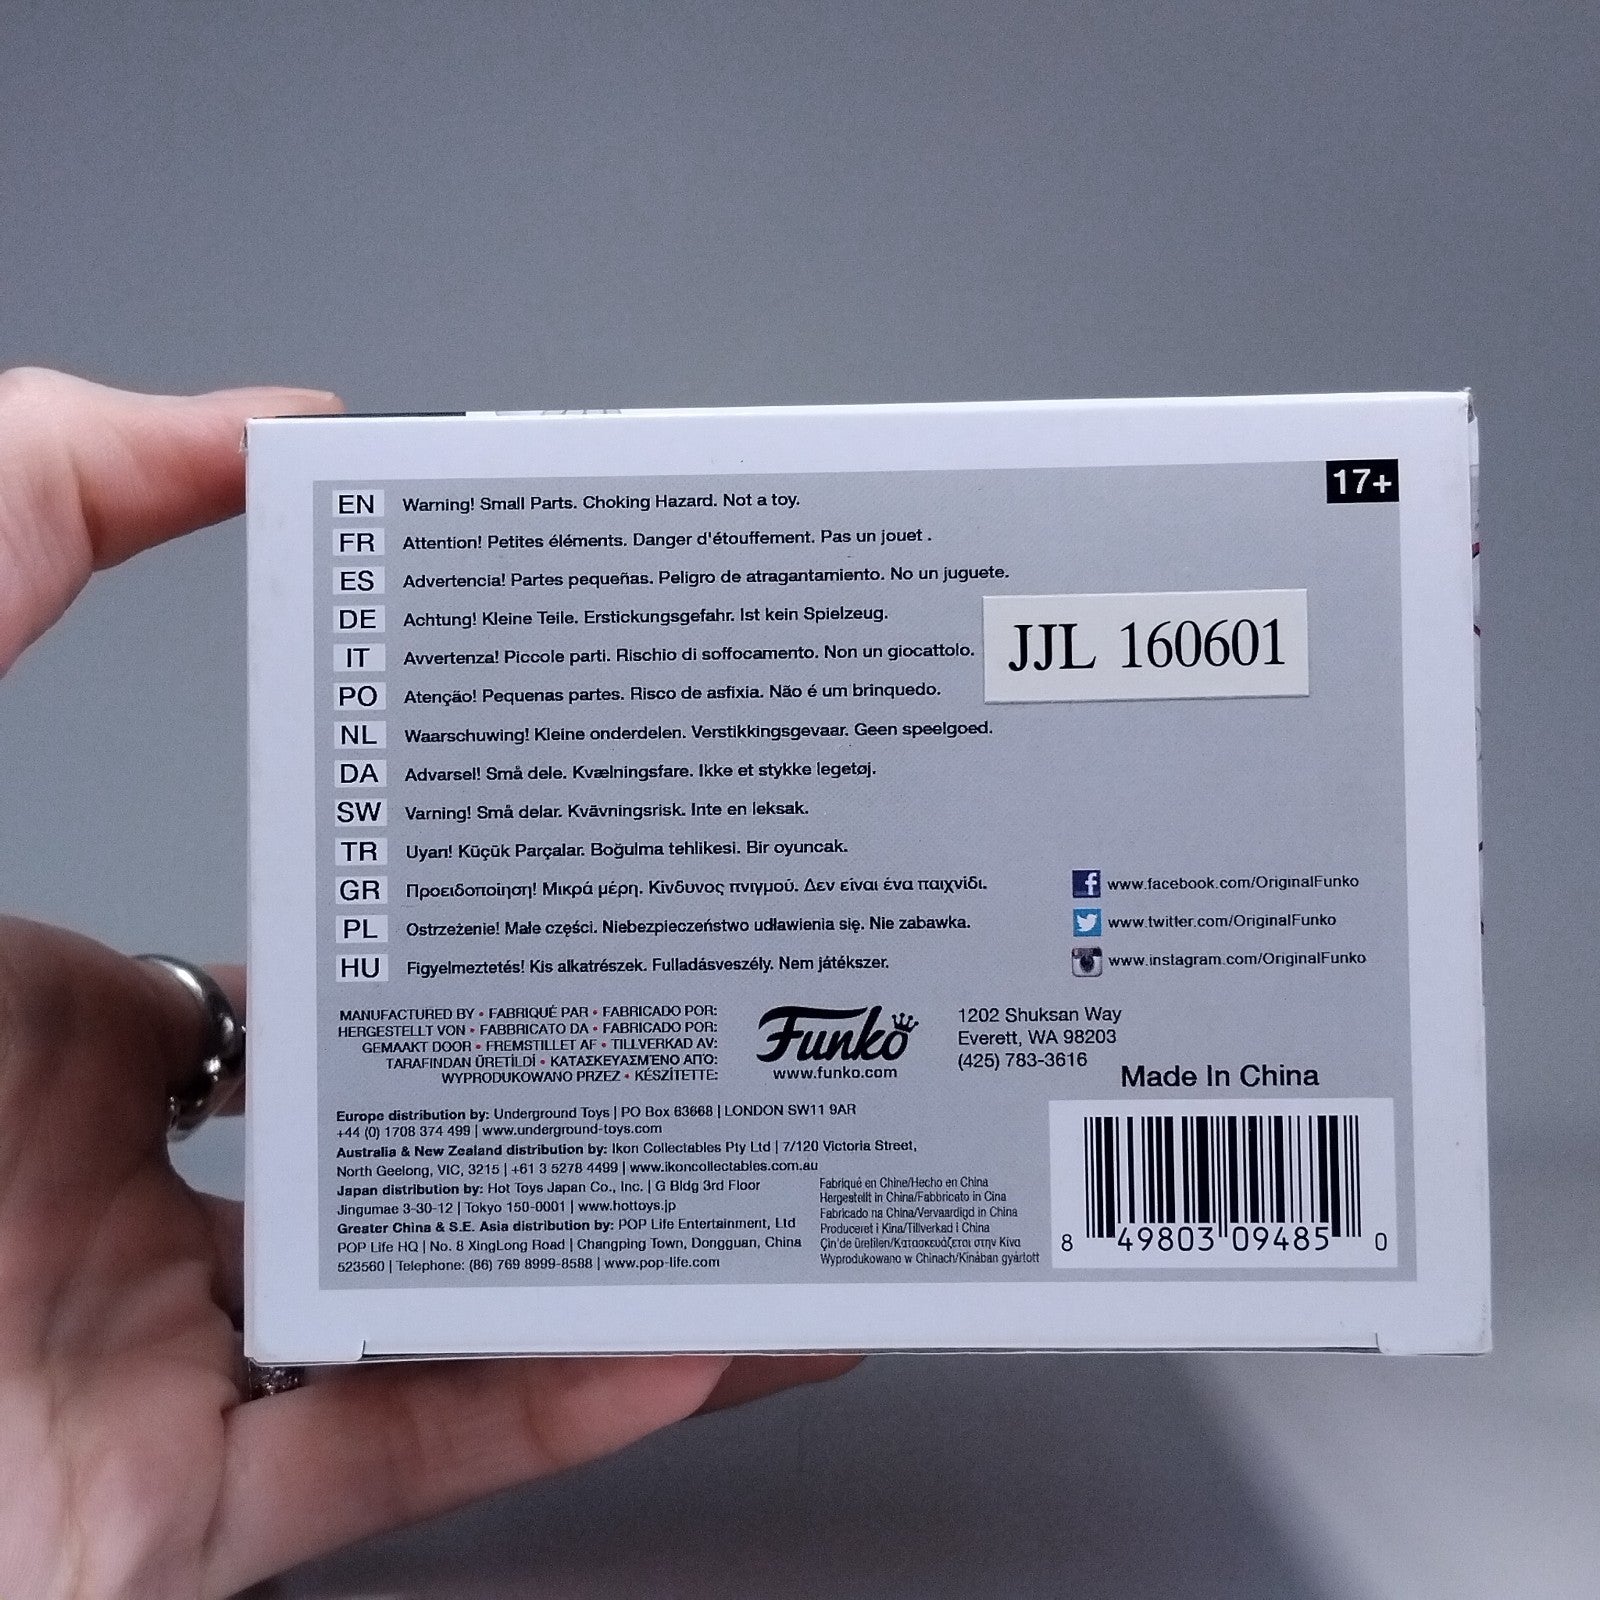 17+
EN Warning! Small Parts. Choking Hazard. Not a toy.
FR Attention! Petites éléments. Danger d'étouffement. Pas un jouet .
ES Advertencia! Partes pequeñas. Peligro de atragantamiento. No un juguete.
DE Achtung! Kleine Teile. Erstickungsgefahr. Ist kein Spielzeug.
IT Avvertenza! Piccole parti. Rischio di soffocamento. Non un giocattolo.
JJL 160601
PO Atenção! Pequenas partes. Risco de asfixia. Não é um brinquedo.
NL Waarschuwing! Kleine onderdelen. Verstikkingsgevaar. Geen speelgoed.
DA Advarsel! Små dele. Kvælningsfare. Ikke et stykke legetøj.
SW Varning! Små delar. Kvävningsrisk. Inte en leksak.
TR Uyarı! Küçük Parçalar. Boğulma tehlikesi. Bir oyuncak.
GR Προειδοποίηση! Μικρά μέρη. Κίνδυνος πνιγμού. Δεν είναι ένα παιχνίδι.
PL Ostrzeżenie! Małe części. Niebezpieczeństwo udławienia się. Nie zabawka.
HU Figyelmeztetés! Kis alkatrészek. Fulladásveszély. Nem játékszer.
www.facebook.com/OriginalFunko
www.twitter.com/OriginalFunko
www.instagram.com/OriginalFunko
MANUFACTURED BY • FABRIQUÉ PAR • FABRICADO POR:
HERGESTELLT VON • FABBRICATO DA • FABRICADO POR:
GEMAAKT DOOR • FREMSTILLET AF • TILLVERKAD AV:
TARAFINDAN ÜRETİLDİ • ΚΑΤΑΣΚΕΥΑΣΜΈΝΟ ΑΠΌ:
WYPRODUKOWANO PRZEZ • KÉSZÍTETTE:
Funko
www.funko.com
1202 Shuksan Way
Everett, WA 98203
(425) 783-3616
Made In China
Europe distribution by: Underground Toys | PO Box 63668 | LONDON SW11 9AR
+44 (0) 1708 374 499 | www.underground-toys.com
Australia & New Zealand distribution by: Ikon Collectables Pty Ltd | 7/120 Victoria Street,
North Geelong, VIC, 3215 | +61 3 5278 4499 | www.ikoncollectables.com.au
Japan distribution by: Hot Toys Japan Co., Inc. | G Bldg 3rd Floor
Jingumae 3-30-12 | Tokyo 150-0001 | www.hottoys.jp
Greater China & S.E. Asia distribution by: POP Life Entertainment, Ltd
POP Life HQ | No. 8 XingLong Road | Changping Town, Dongguan, China
523560 | Telephone: (86) 769 8999-8588 | www.pop-life.com
Fabriqué en Chine/Hecho en China
Hergestellt in China/Fabbricato in Cina
Fabricado na China/Vervaardigd in China
Produceret i Kina/Tillverkad i China
Çin'de üretilen/Κατασκευάζεται στην Κίνα
Wyprodukowano w Chinach/Kínában gyártott
8 49803 09485 0